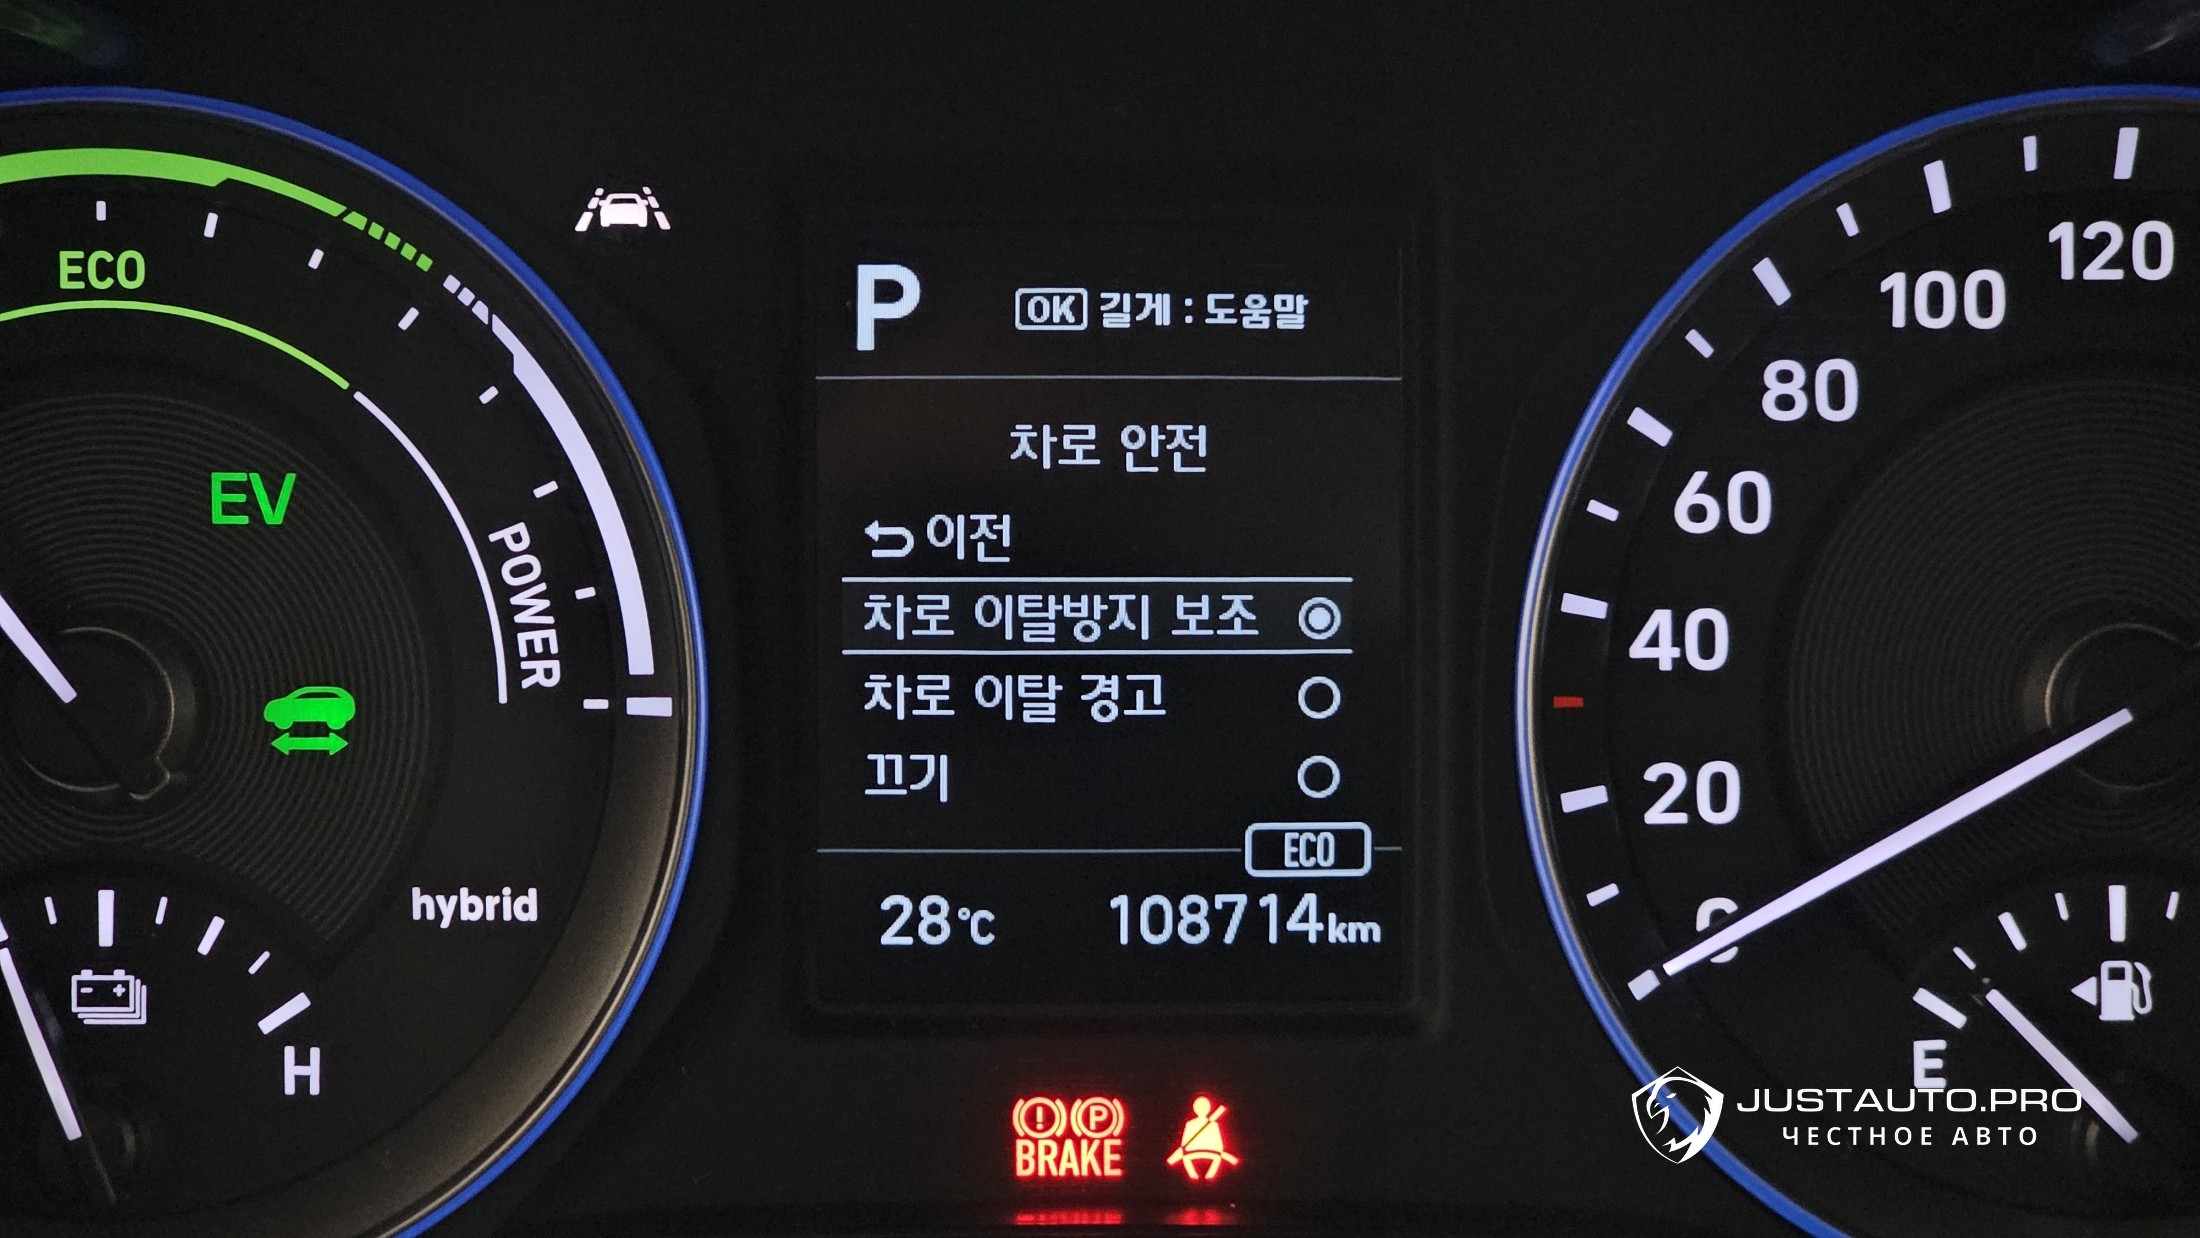 ECO
EV
POWER
hybrid
H
P
OK 길게 : 도움말
차로 안전
이전
차로 이탈방지 보조
차로 이탈 경고
끄기
ECO
28°C 108714km
BRAKE
120
100
80
60
40
20
0
E
JUSTAUTO.PRO
ЧЕСТНОЕ АВТО